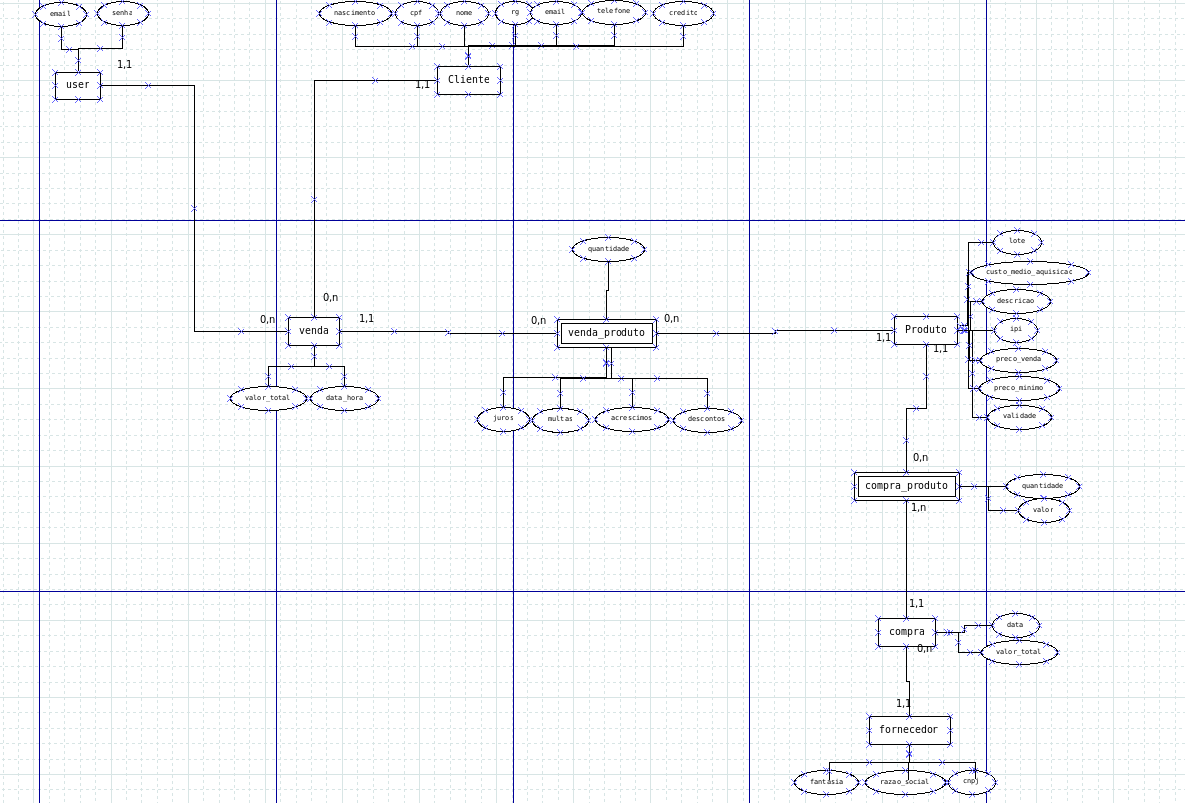 email
senha
nascimento
cpf
nome
rg
email
telefone
credito
1,1
user
1,1
Cliente
quantidade
lote
custo_medio_aquisicao
descricao
0,n
0,n
venda
1,1
0,n
venda_produto
0,n
1,1
Produto
1,1
ipi
preco_venda
preco_minimo
validade
valor_total
data_hora
juros
multas
acrescimos
descontos
0,n
compra_produto
quantidade
valor
1,n
1,1
compra
data
0,n
valor_total
1,1
fornecedor
fantasia
razao_social
cnpj